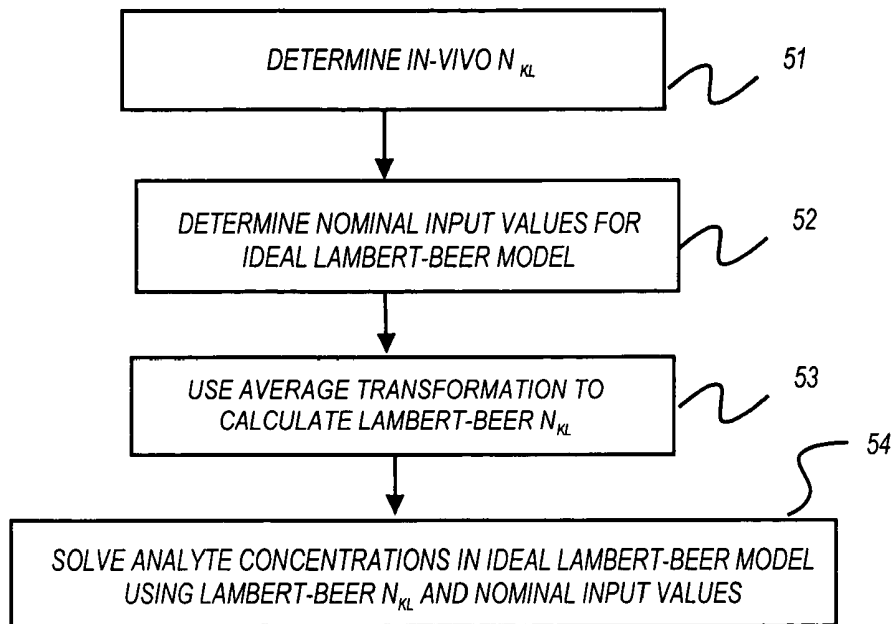 DETERMINE IN-VIVO N KL
51
DETERMINE NOMINAL INPUT VALUES FOR
IDEAL LAMBERT-BEER MODEL
52
USE AVERAGE TRANSFORMATION TO
CALCULATE LAMBERT-BEER NKL
53
54
SOLVE ANALYTE CONCENTRATIONS IN IDEAL LAMBERT-BEER MODEL
USING LAMBERT-BEER NKL AND NOMINAL INPUT VALUES